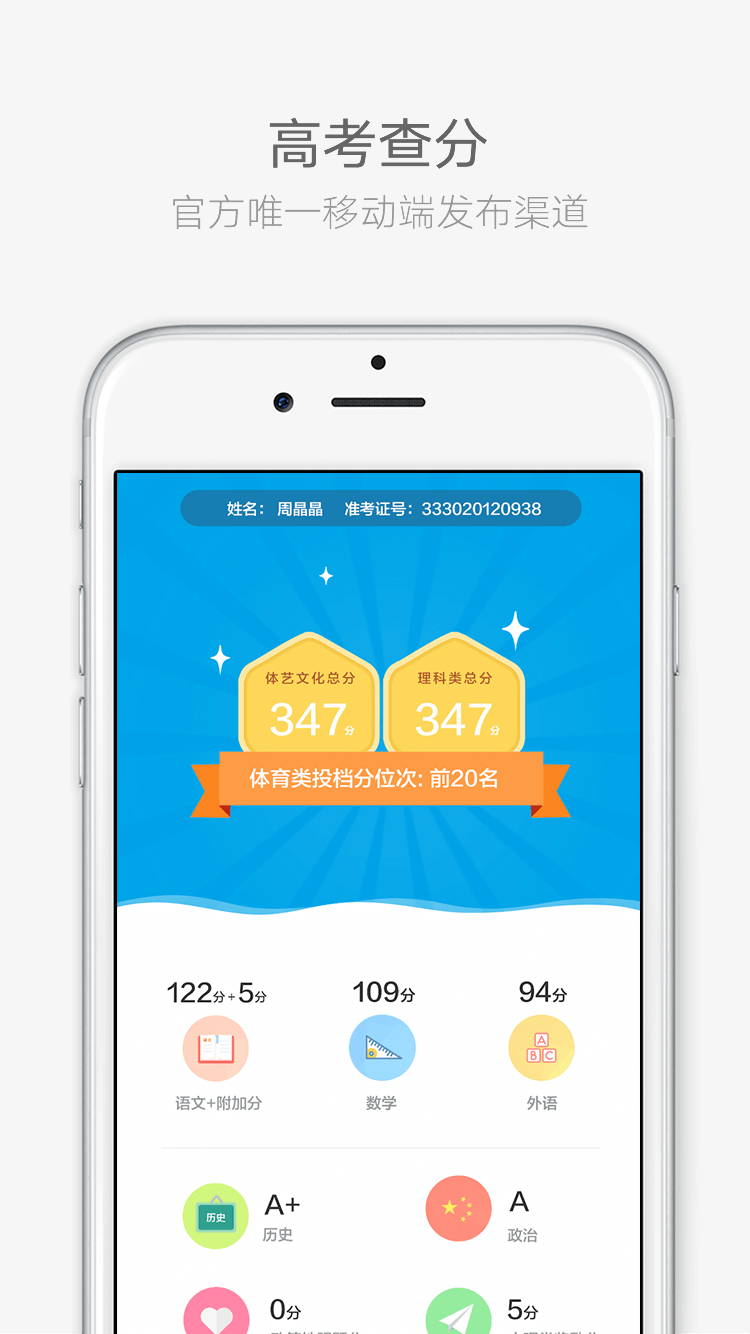 高考查分
官方唯一移动端发布渠道
姓名： 周晶晶 准考证号：333020120938
体艺文化总分 理科类总分
347分 347分
体育类投档分位次: 前20名
122分+5分 109分 94分
A
B C
语文+附加分 数学 外语
历史 A+ A
历史 政治
0分 5分